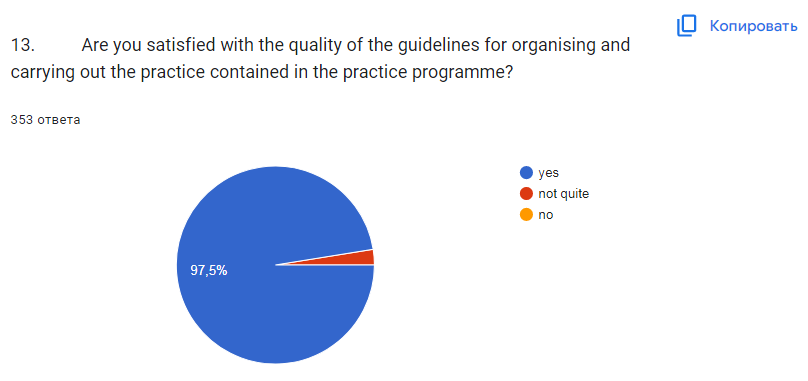 Копировать
13. Are you satisfied with the quality of the guidelines for organising and
carrying out the practice contained in the practice programme?
353 ответа
yes
not quite
no
97,5%